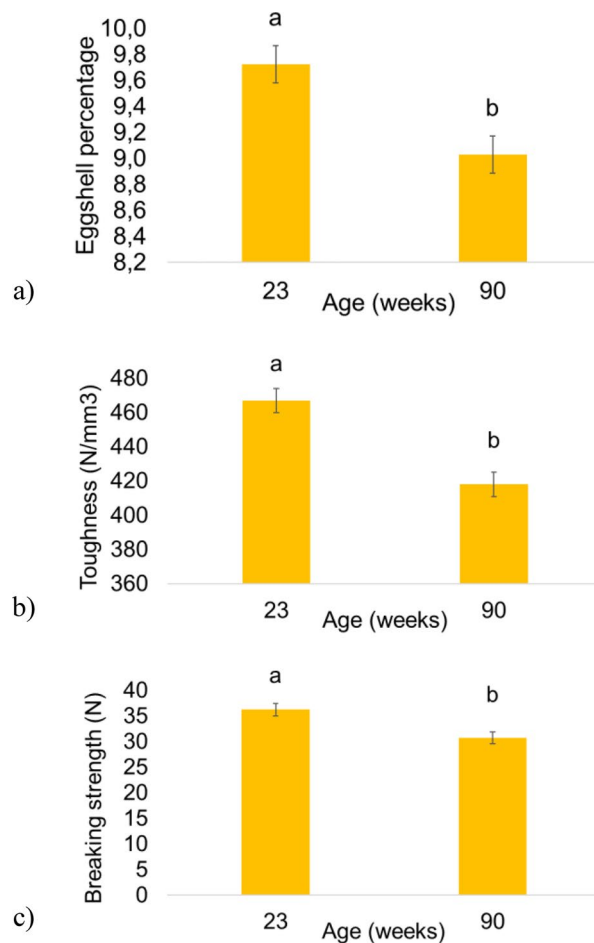 a
10,0
9,8
9,6
9,4
9,2
9,0
8,8
8,6
8,4
8,2
Eggshell percentage
b
23
90
Age (weeks)
a)
a
480
460
440
420
400
380
360
Toughness (N/mm3)
b
23
90
Age (weeks)
b)
a
40
35
30
25
20
15
10
5
0
Breaking strength (N)
b
23
90
Age (weeks)
c)